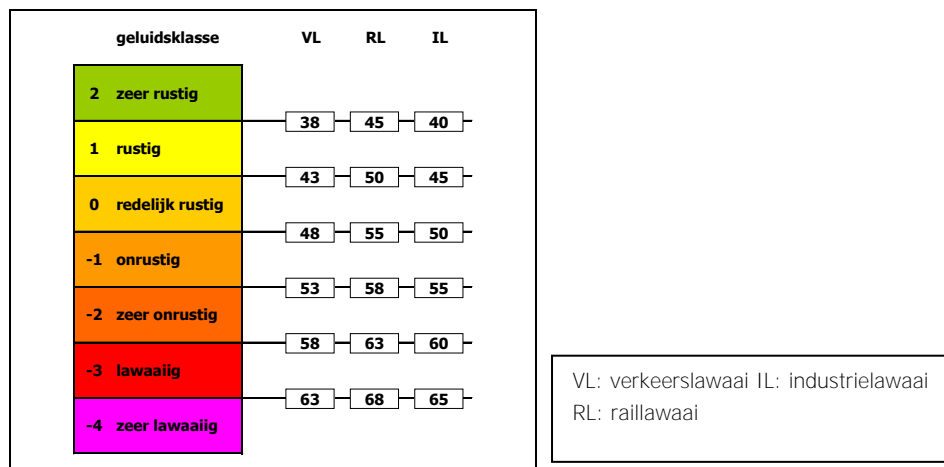 geluidsklasse VL RL IL
2 zeer rustig
38 45 40
1 rustig
43 50 45
0 redelijk rustig
48 55 50
-1 onrustig
53 58 55
-2 zeer onrustig
58 63 60
-3 lawaaiig
63 68 65
-4 zeer lawaaiig
VL: verkeerslawaai IL: industrielawaai
RL: raillawaai